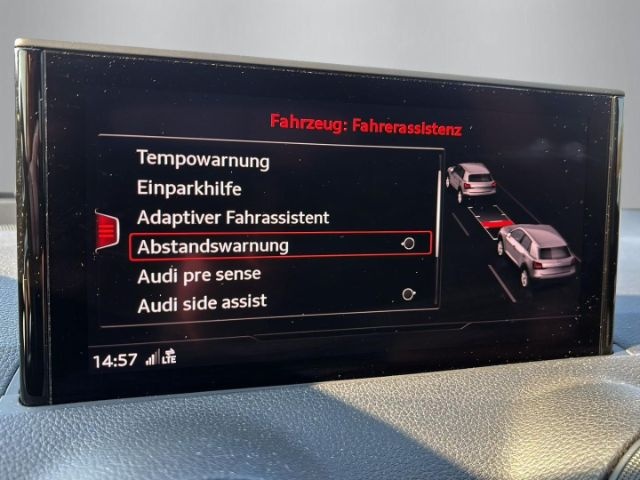 Fahrzeug: Fahrerassistenz
Tempowarnung
Einparkhilfe
Adaptiver Fahrassistent
Abstandswarnung
Audi pre sense
Audi side assist
14:57 LTE